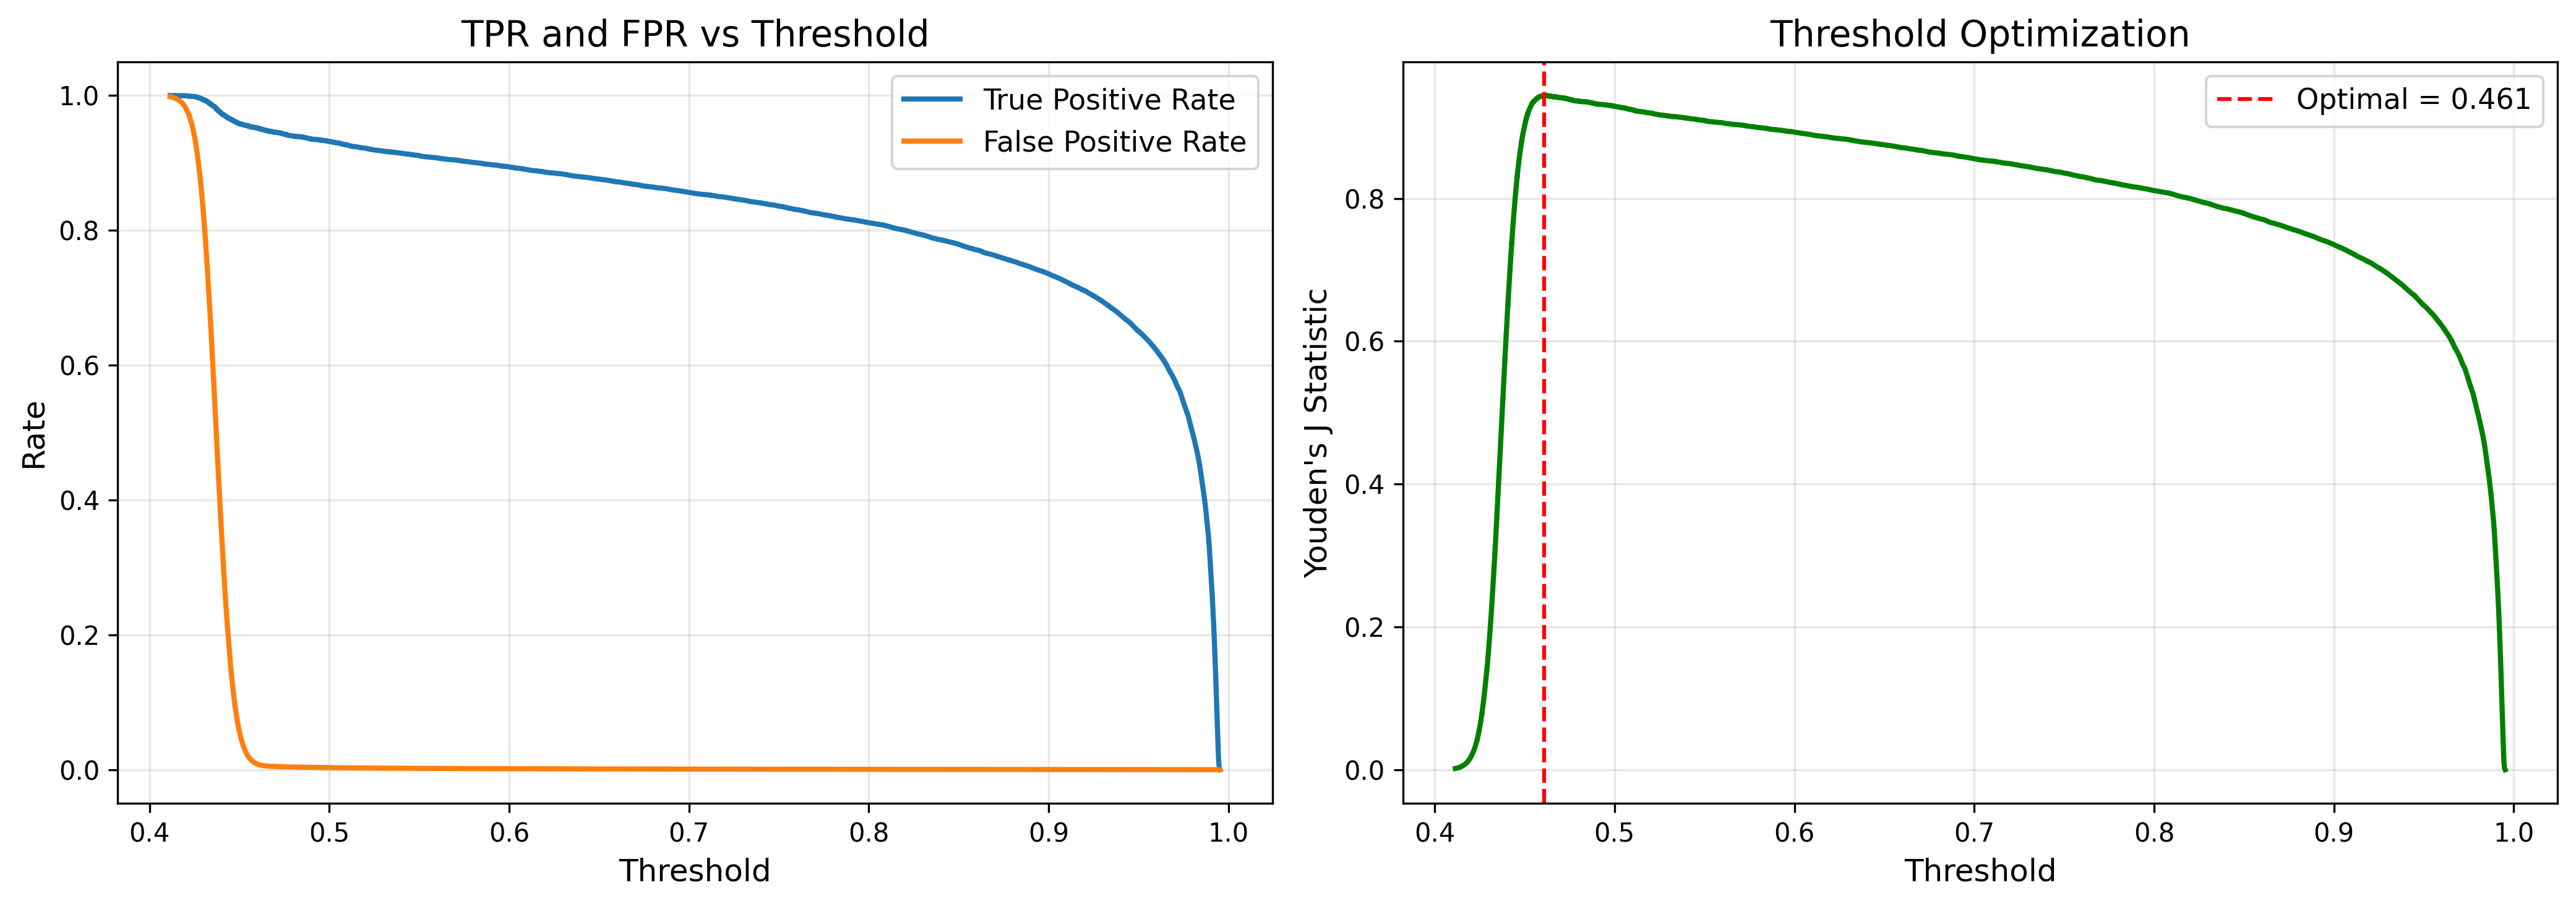 TPR and FPR vs Threshold
True Positive Rate
False Positive Rate
Rate
1.0
0.8
0.6
0.4
0.2
0.0
0.4 0.5 0.6 0.7 0.8 0.9 1.0
Threshold
Threshold Optimization
Optimal = 0.461
Youden's J Statistic
0.8
0.6
0.4
0.2
0.0
0.4 0.5 0.6 0.7 0.8 0.9 1.0
Threshold